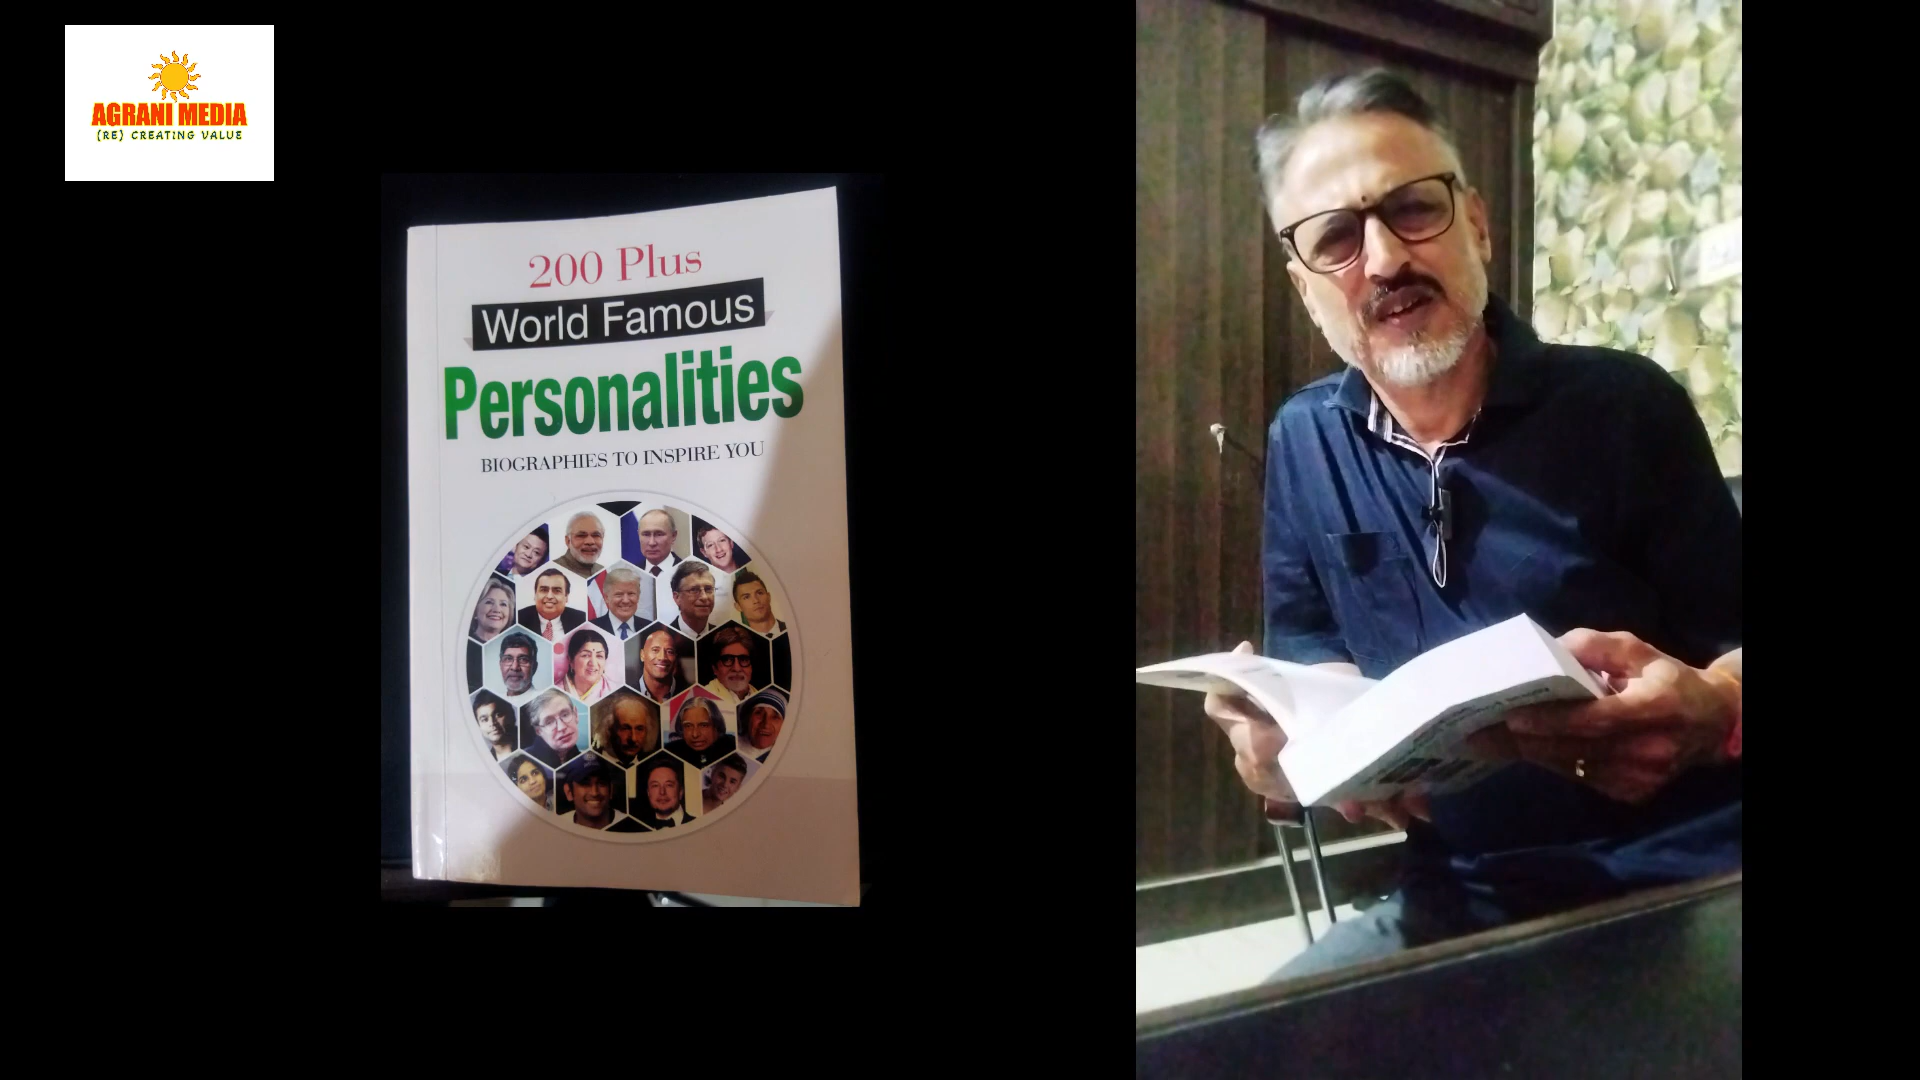 AGRANI MEDIA
(RE) CREATING VALUE
200 Plus
World Famous
Personalities
BIOGRAPHIES TO INSPIRE YOU